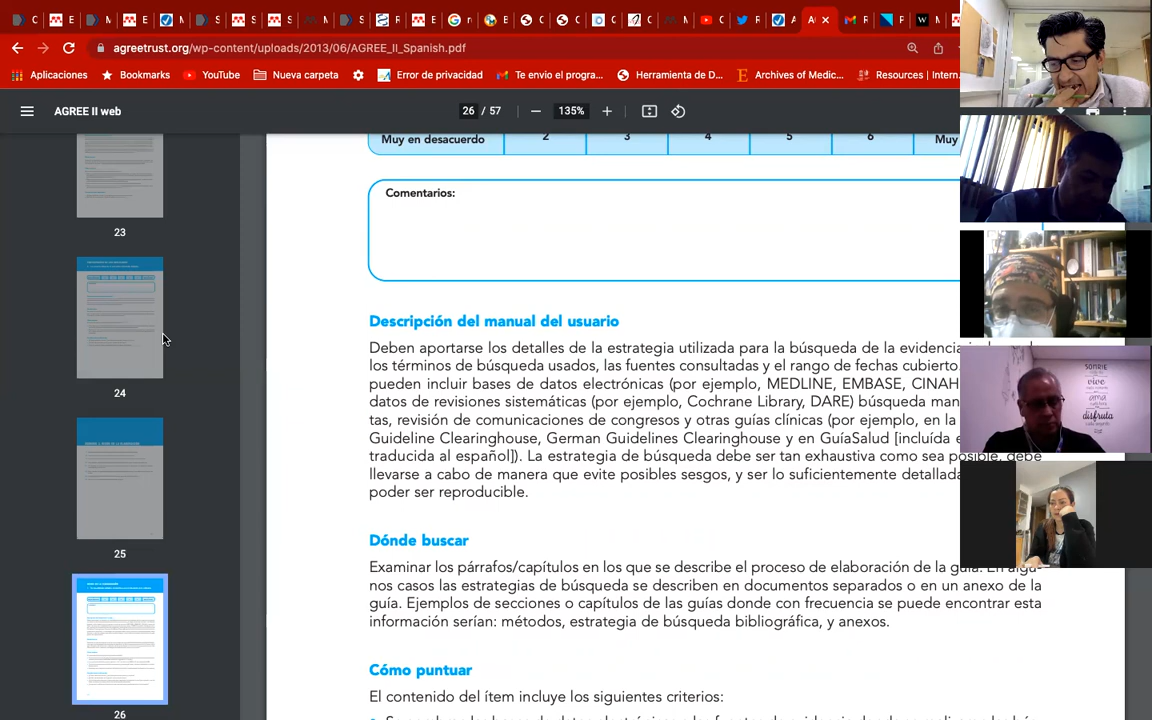 agreetrust.org/wp-content/uploads/2013/06/AGREE_II_Spanish.pdf
Aplicaciones Bookmarks YouTube Nueva carpeta Error de privacidad Te envio el progra... Herramienta de D... Archives of Medic... Resources | Intern...
AGREE II web 26 / 57 135%
Muy en desacuerdo 2 3 4 5 6 Muy
Comentarios:
23
24
25
26
Descripción del manual del usuario
Deben aportarse los detalles de la estrategia utilizada para la búsqueda de la evidencia
los términos de búsqueda usados, las fuentes consultadas y el rango de fechas cubierto.
pueden incluir bases de datos electrónicas (por ejemplo, MEDLINE, EMBASE, CINAH
datos de revisiones sistemáticas (por ejemplo, Cochrane Library, DARE) búsqueda man
tas, revisión de comunicaciones de congresos y otras guías clínicas (por ejemplo, en la
Guideline Clearinghouse, German Guidelines Clearinghouse y en GuíaSalud [incluída e
traducida al español]). La estrategia de búsqueda debe ser tan exhaustiva como sea posible, debe
llevarse a cabo de manera que evite posibles sesgos, y ser lo suficientemente detallada
poder ser reproducible.
Dónde buscar
Examinar los párrafos/capítulos en los que se describe el proceso de elaboración de la guía. En algu-
nos casos las estrategias de búsqueda se describen en documentos separados o en un anexo de la
guía. Ejemplos de secciones o capítulos de las guías donde con frecuencia se puede encontrar esta
información serían: métodos, estrategia de búsqueda bibliográfica, y anexos.
Cómo puntuar
El contenido del ítem incluye los siguientes criterios:
SONRIE
vive
ama
disfruta